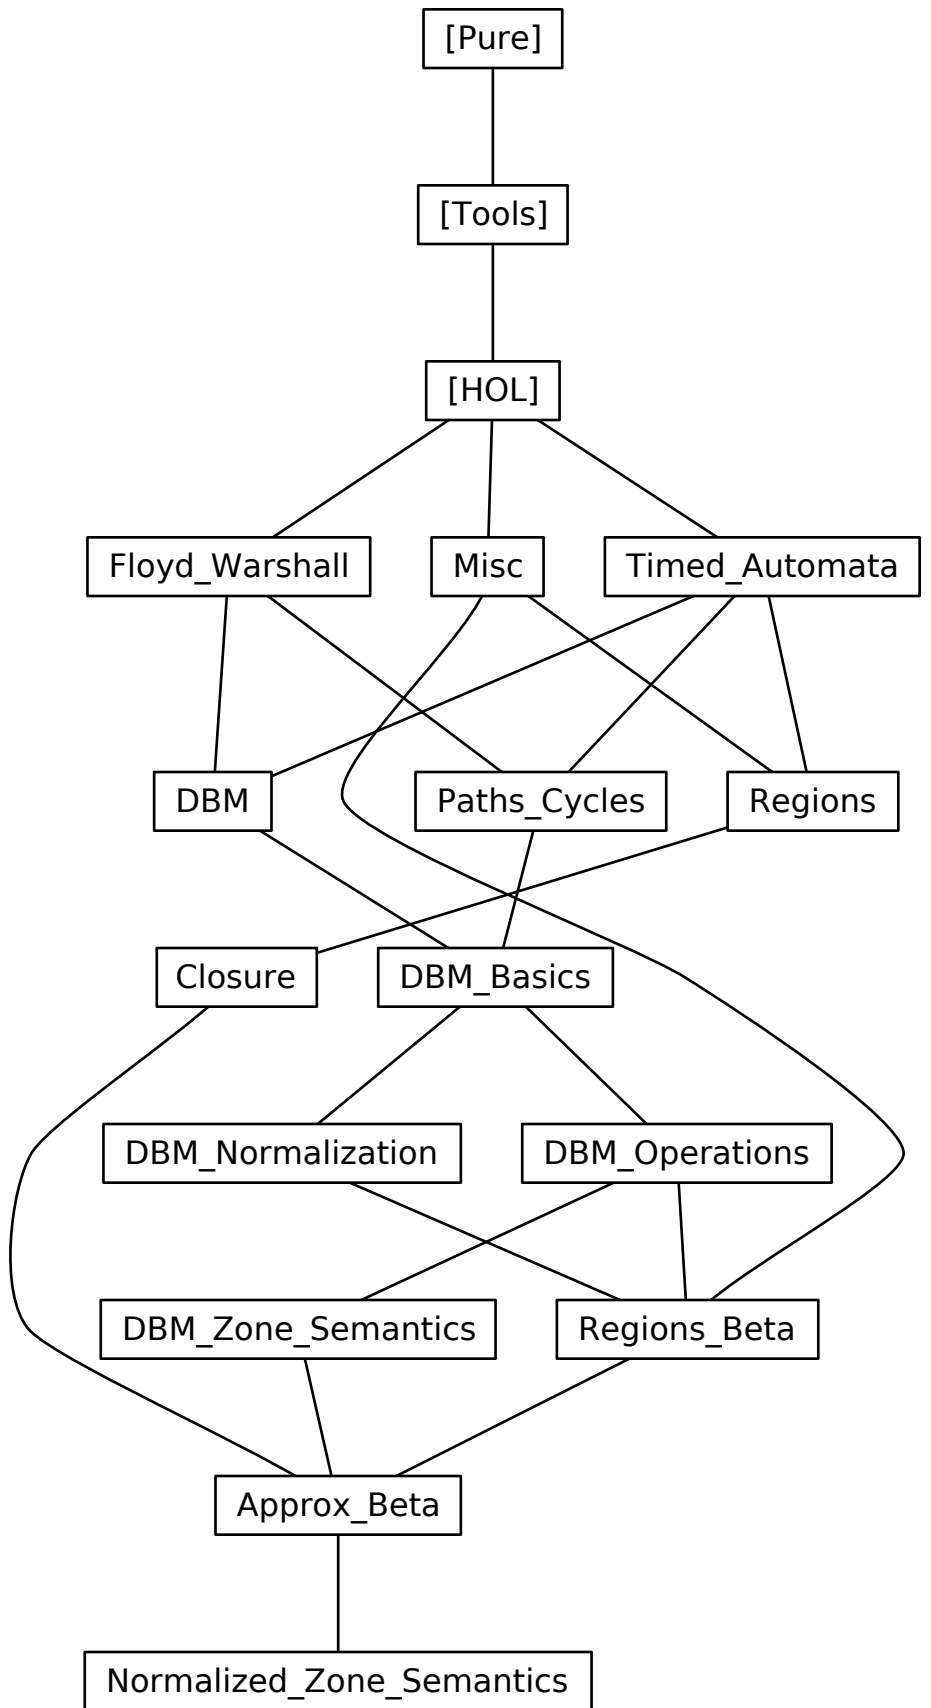 [Pure]
[Tools]
[HOL]
Floyd_Warshall
Misc
Timed_Automata
DBM
Paths_Cycles
Regions
Closure
DBM_Basics
DBM_Normalization
DBM_Operations
DBM_Zone_Semantics
Regions_Beta
Approx_Beta
Normalized_Zone_Semantics